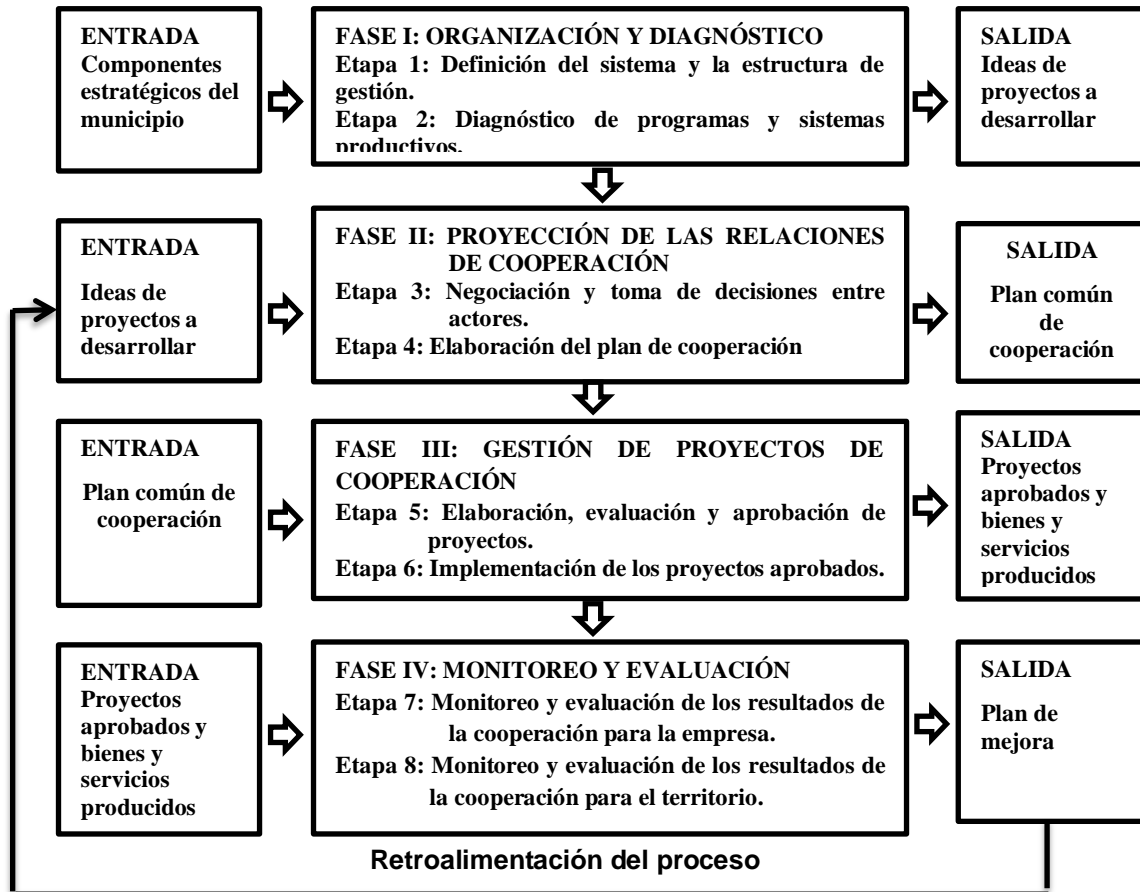 ENTRADA
Componentes
estratégicos del
municipio
FASE I: ORGANIZACIÓN Y DIAGNÓSTICO
Etapa 1: Definición del sistema y la estructura de
gestión.
Etapa 2: Diagnóstico de programas y sistemas
productivos.
SALIDA
Ideas de
proyectos a
desarrollar
ENTRADA
Ideas de
proyectos a
desarrollar
FASE II: PROYECCIÓN DE LAS RELACIONES
DE COOPERACIÓN
Etapa 3: Negociación y toma de decisiones entre
actores.
Etapa 4: Elaboración del plan de cooperación
SALIDA
Plan común
de
cooperación
ENTRADA
Plan común de
cooperación
FASE III: GESTIÓN DE PROYECTOS DE
COOPERACIÓN
Etapa 5: Elaboración, evaluación y aprobación de
proyectos.
Etapa 6: Implementación de los proyectos aprobados.
SALIDA
Proyectos
aprobados y
bienes y
servicios
producidos
ENTRADA
Proyectos
aprobados y
bienes y
servicios
producidos
FASE IV: MONITOREO Y EVALUACIÓN
Etapa 7: Monitoreo y evaluación de los resultados de
la cooperación para la empresa.
Etapa 8: Monitoreo y evaluación de los resultados de
la cooperación para el territorio.
SALIDA
Plan de
mejora
Retroalimentación del proceso